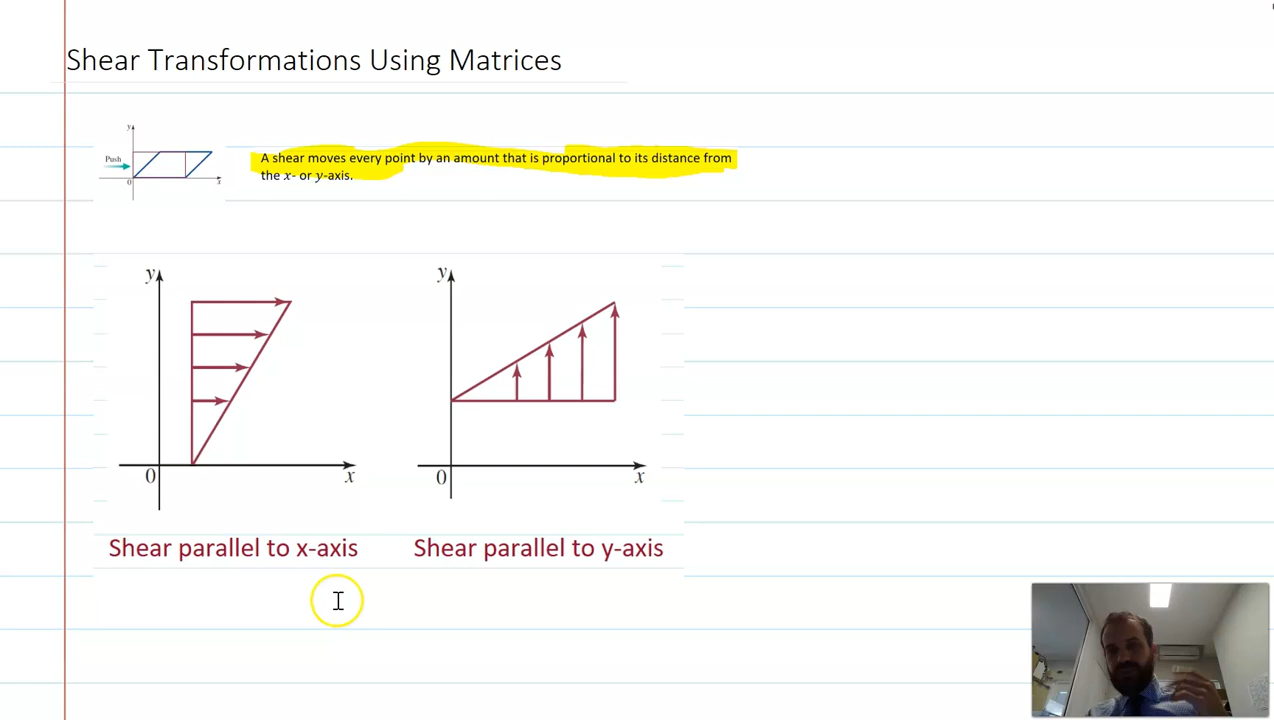 Shear Transformations Using Matrices
y
Push
0
x
A shear moves every point by an amount that is proportional to its distance from
the x- or y-axis.
y
0
x
y
0
x
Shear parallel to x-axis
Shear parallel to y-axis